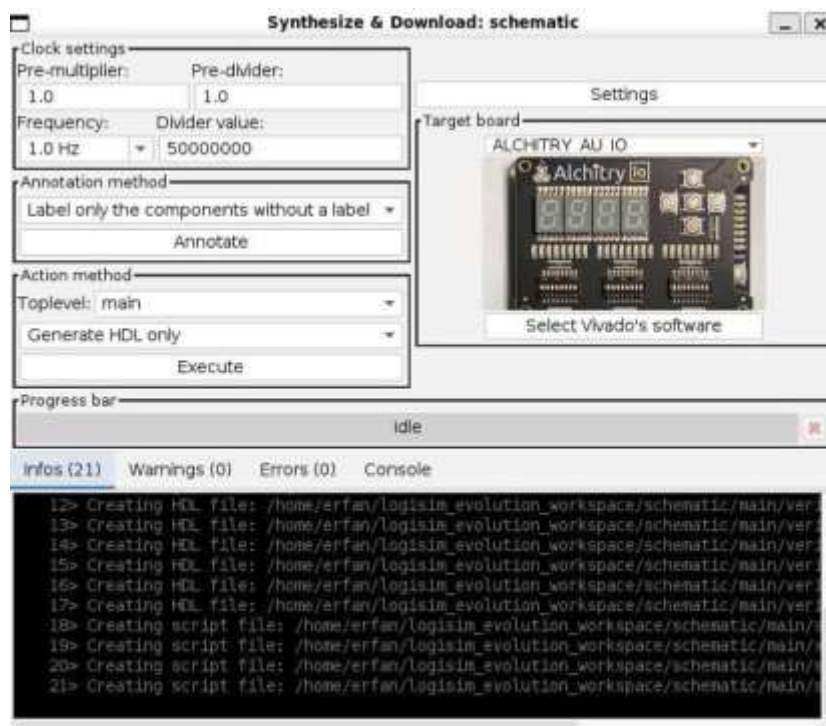 Synthesize & Download: schematic
Clock settings
Pre-multiplier: Pre-divider:
1.0 1.0
Frequency: Divider value:
1.0 Hz 50000000
Annotation method
Label only the components without a label
Annotate
Action method
Toplevel: main
Generate HDL only
Execute
Settings
Target board
ALCHITRY_AU_IO
Alchitry io
Select Vivado's software
Progress bar
idle
Infos (21) Warnings (0) Errors (0) Console
12> Creating HDL file: /home/erfan/logisim_evolution_workspace/schematic/main/ver
13> Creating HDL file: /home/erfan/logisim_evolution_workspace/schematic/main/ver
14> Creating HDL file: /home/erfan/logisim_evolution_workspace/schematic/main/ver
15> Creating HDL file: /home/erfan/logisim_evolution_workspace/schematic/main/ver
16> Creating HDL file: /home/erfan/logisim_evolution_workspace/schematic/main/ver
17> Creating HDL file: /home/erfan/logisim_evolution_workspace/schematic/main/ver
18> Creating script file: /home/erfan/logisim_evolution_workspace/schematic/main/
19> Creating script file: /home/erfan/logisim_evolution_workspace/schematic/main/
20> Creating script file: /home/erfan/logisim_evolution_workspace/schematic/main/
21> Creating script file: /home/erfan/logisim_evolution_workspace/schematic/main/